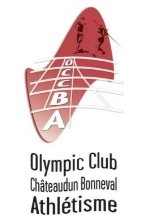 OCCBA
Olympic Club
Châteaudun Bonneval
Athlétisme